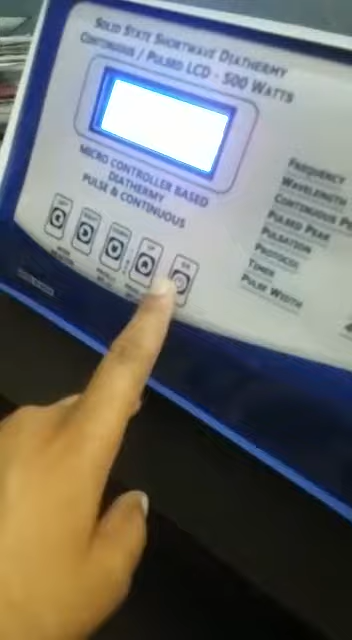 SOLID STATE SHORTWAVE DIATHERMY
CONTINUOUS / PULSED LCD - 500 WATTS
MICRO CONTROLLER BASED
DIATHERMY
PULSE & CONTINUOUS
FREQUENCY
WAVELENGTH
CONTINUOUS
PULSED PEAK
PULSATION
PROTOCOL
TIMER
PULSE WIDTH